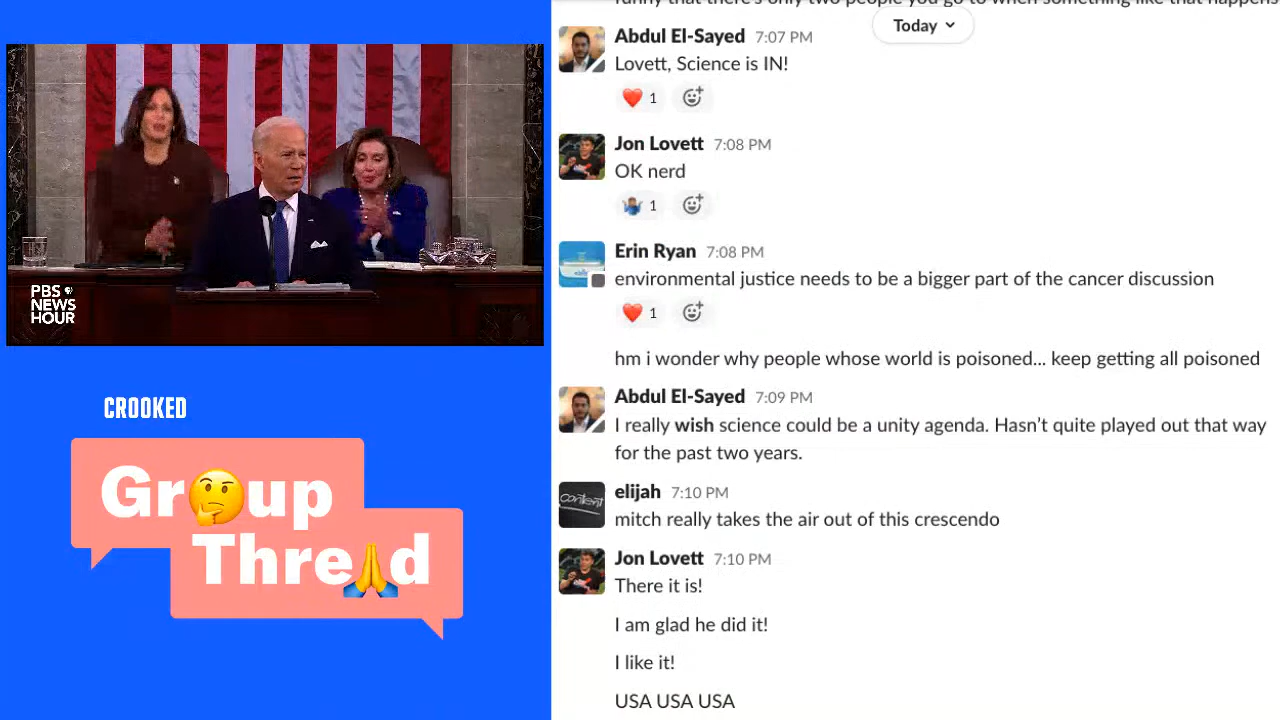 PBS
NEWS
HOUR
CROOKED
Gr🤔up
Thre🙏d
Today
Abdul El-Sayed 7:07 PM
Lovett, Science is IN!
❤️ 1
Jon Lovett 7:08 PM
OK nerd
🤷‍♂️ 1
Erin Ryan 7:08 PM
environmental justice needs to be a bigger part of the cancer discussion
❤️ 1
hm i wonder why people whose world is poisoned... keep getting all poisoned
Abdul El-Sayed 7:09 PM
I really wish science could be a unity agenda. Hasn't quite played out that way
for the past two years.
elijah 7:10 PM
content
mitch really takes the air out of this crescendo
Jon Lovett 7:10 PM
There it is!
I am glad he did it!
I like it!
USA USA USA